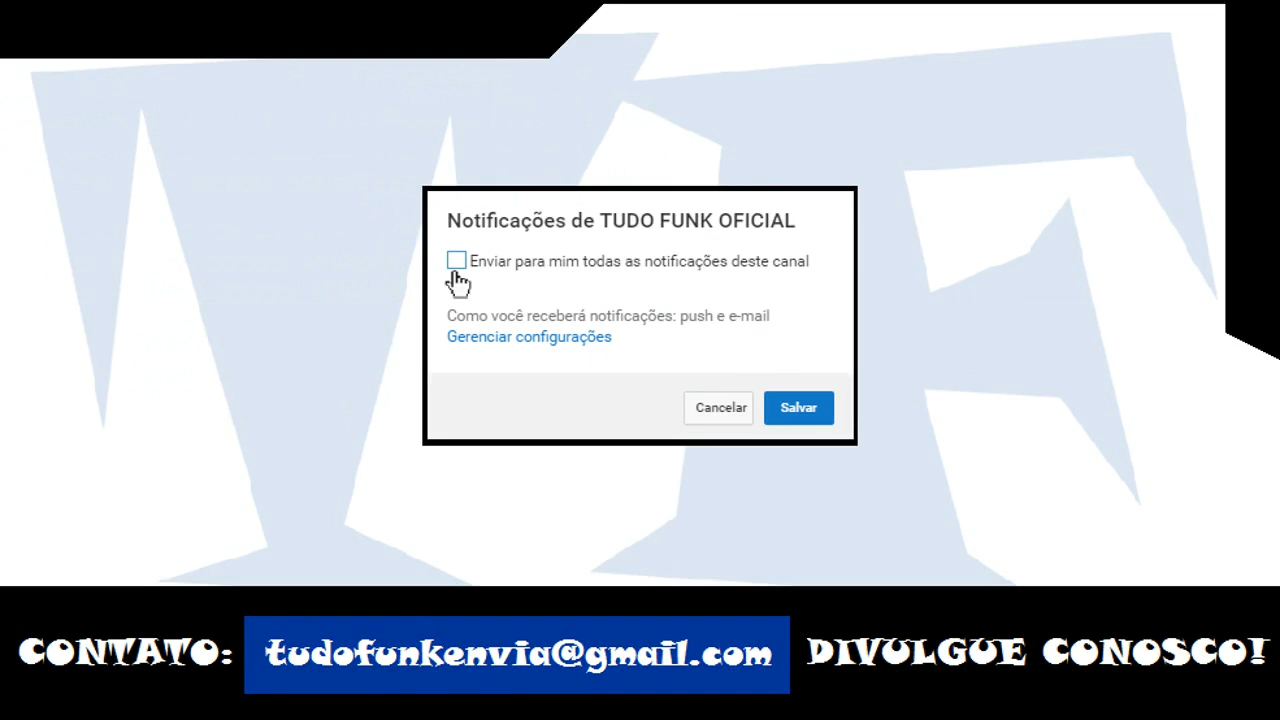 Notificações de TUDO FUNK OFICIAL
Enviar para mim todas as notificações deste canal
Como você receberá notificações: push e e-mail
Gerenciar configurações
Cancelar Salvar
CONTATO: tudofunkenvia@gmail.com DIVULGUE CONOSCO!